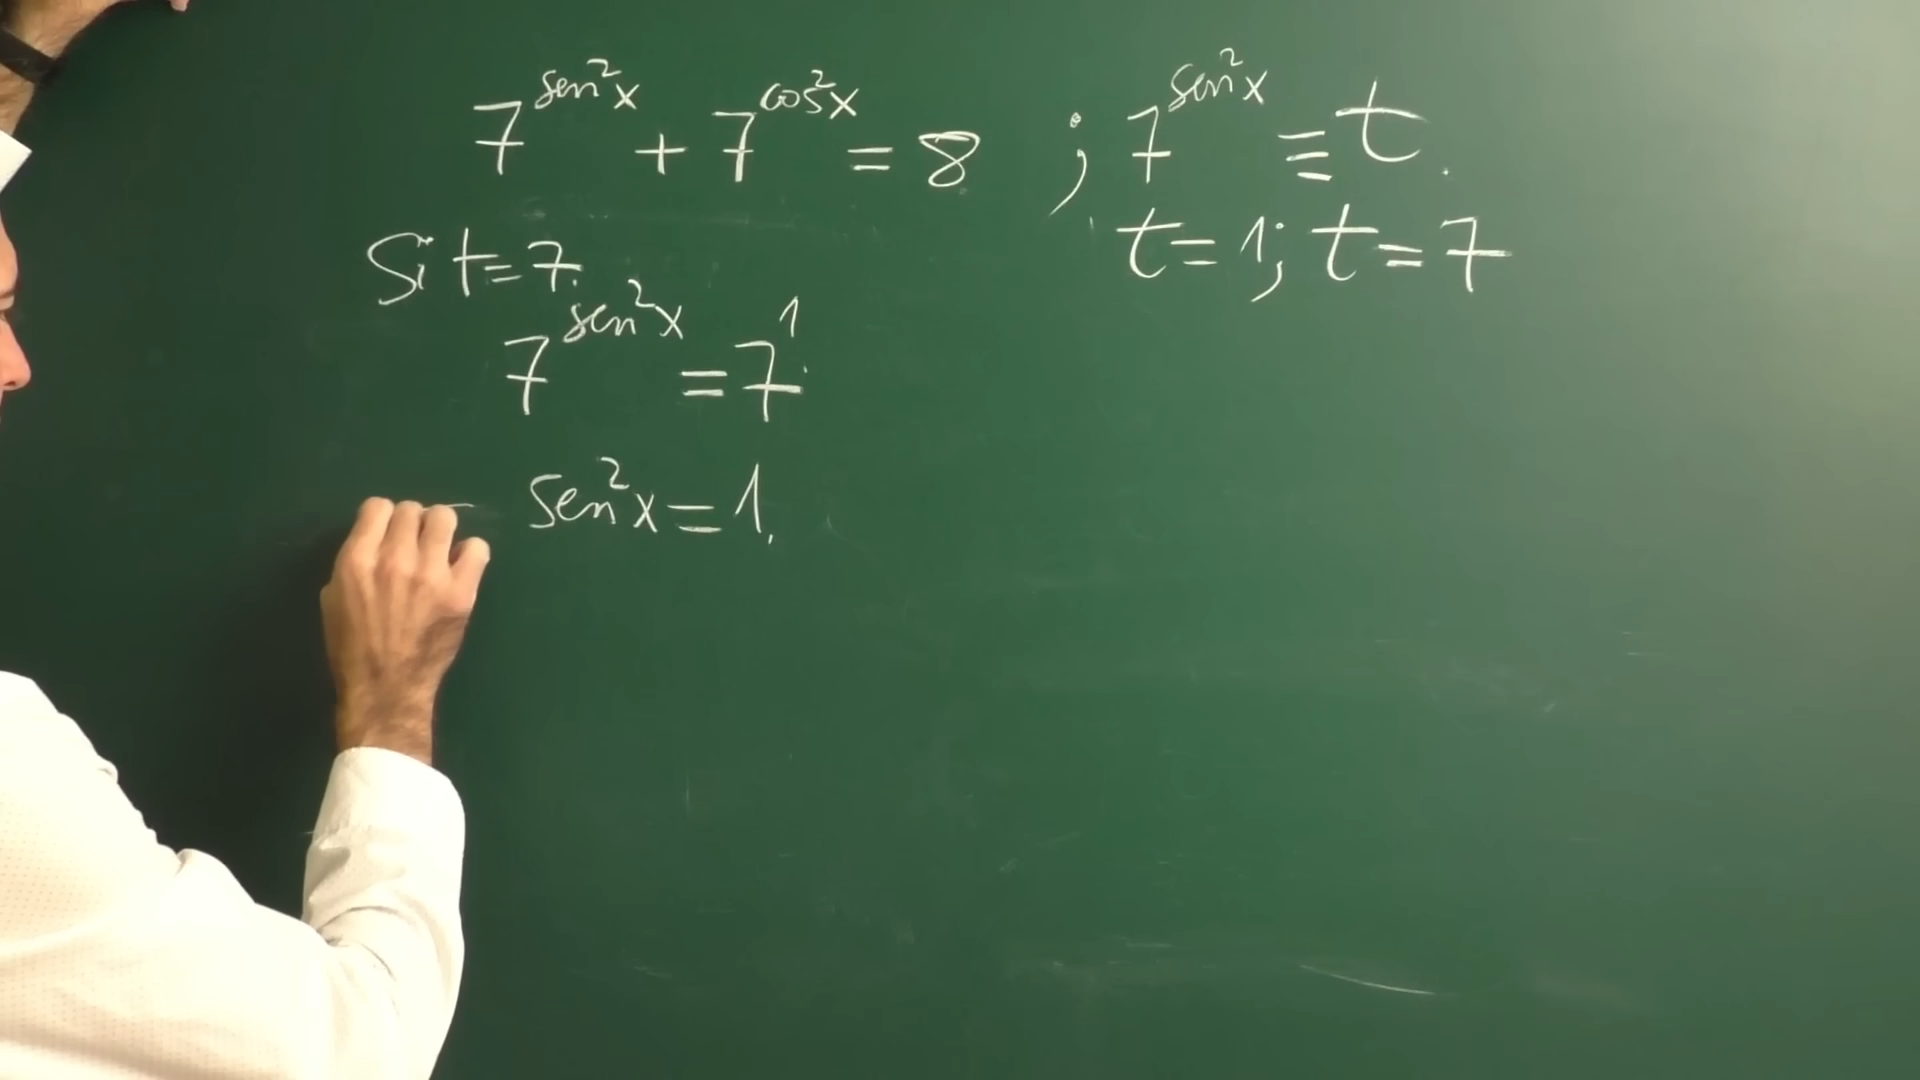 7^sen²x + 7^cos²x = 8 ; 7^sen²x ≡ t.
t = 1; t = 7
Si t = 7.
7^sen²x = 7^1.
sen²x = 1.